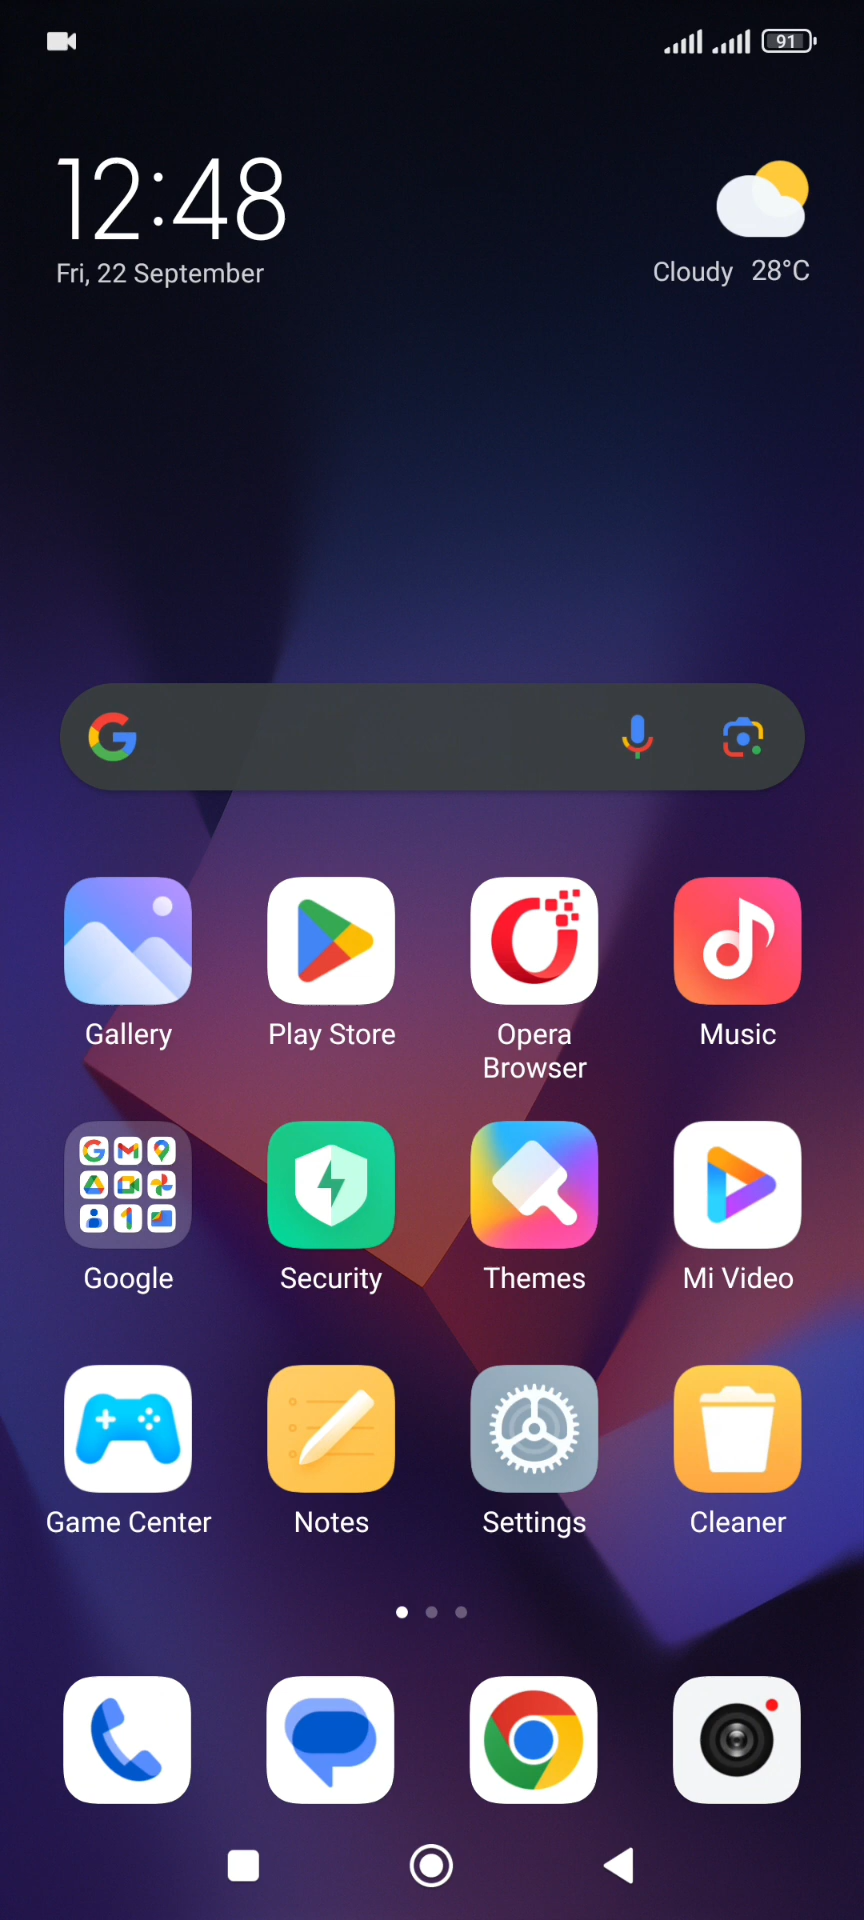 91
12:48
Fri, 22 September
Cloudy 28°C
Gallery
Play Store
Opera
Browser
Music
Google
Security
Themes
Mi Video
Game Center
Notes
Settings
Cleaner